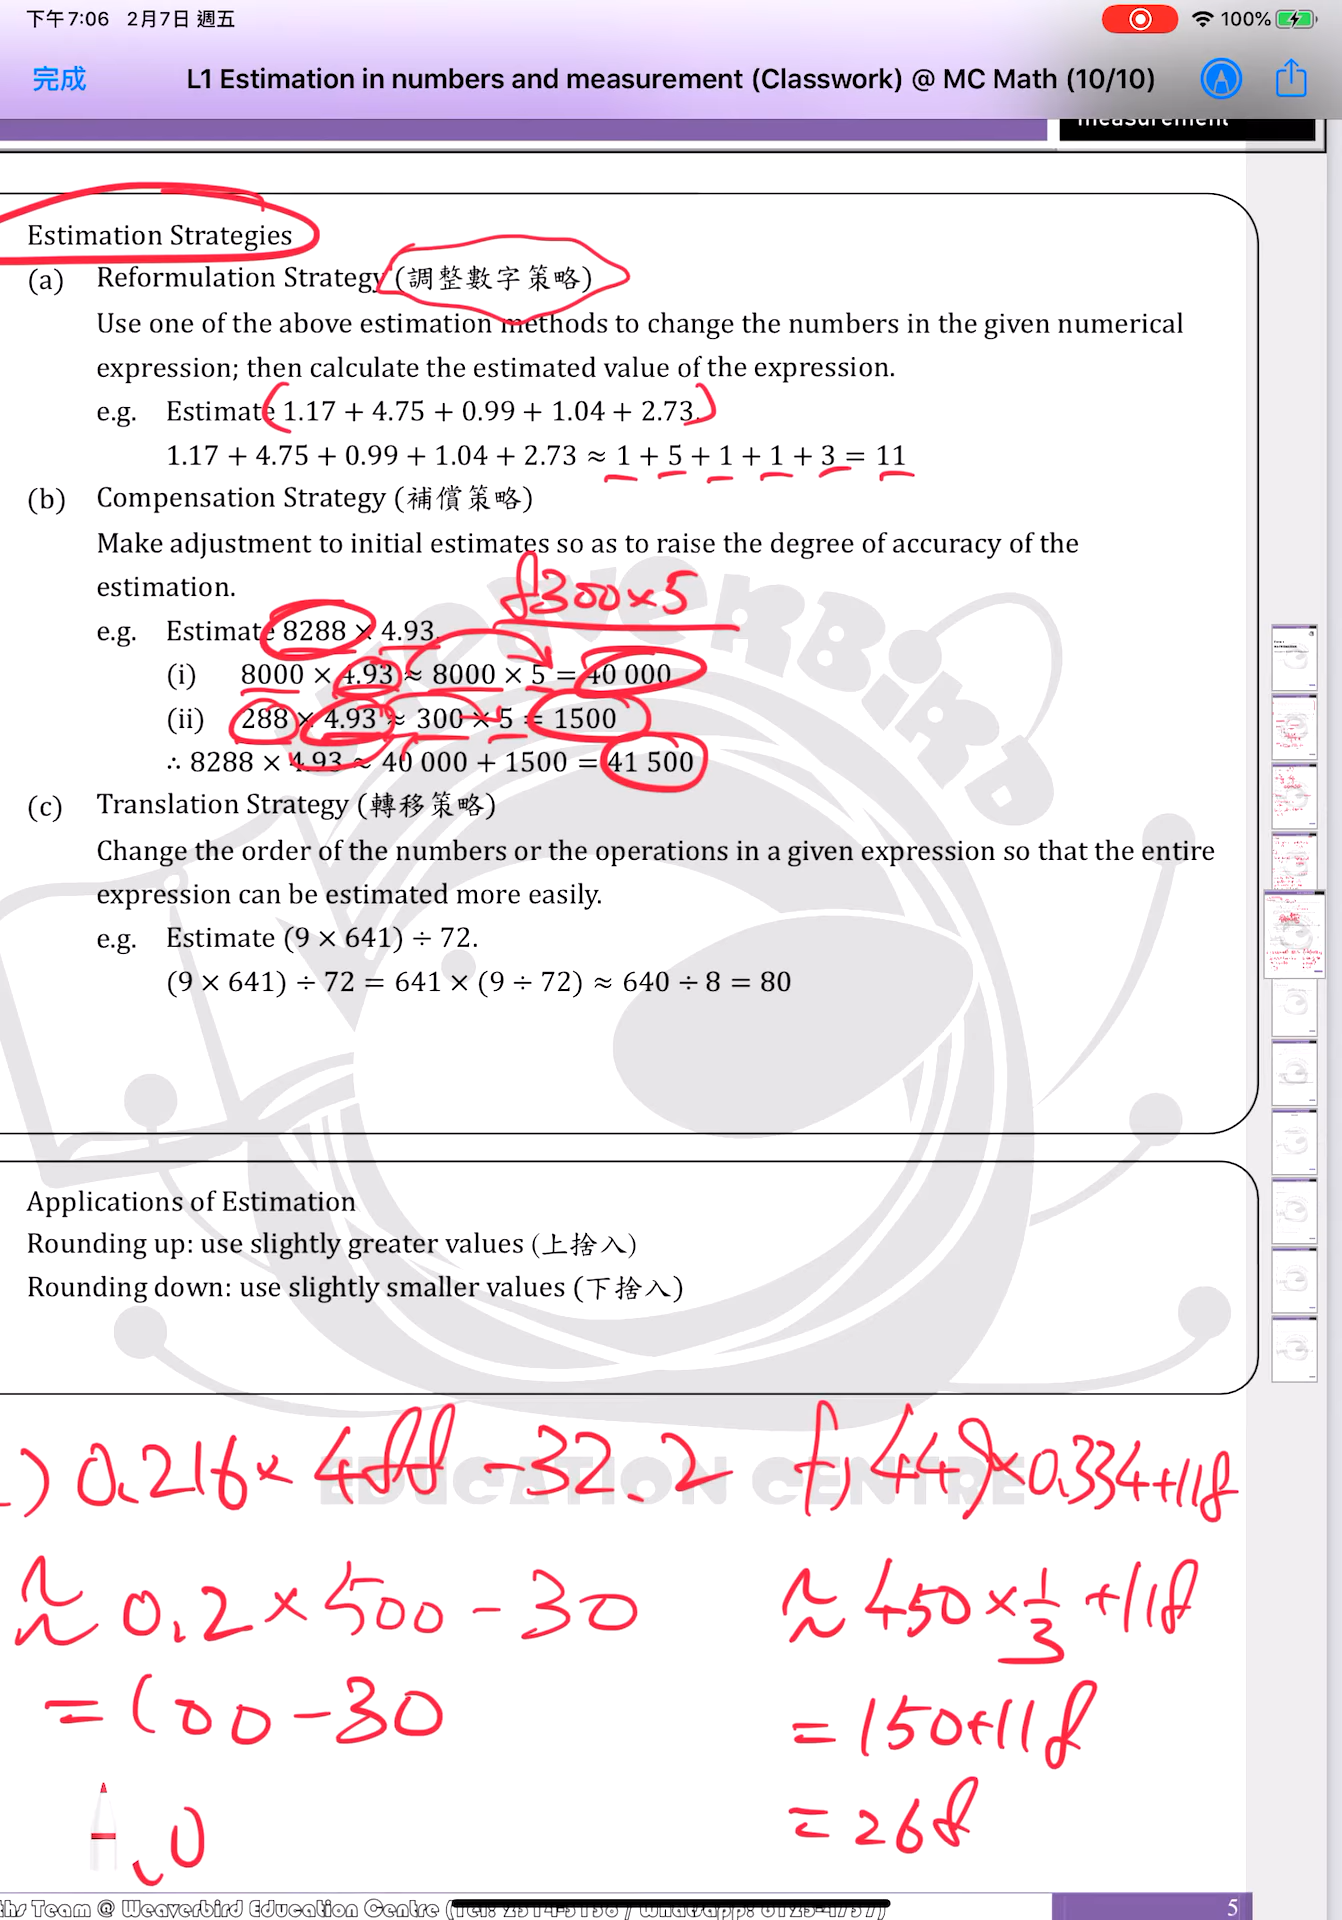 下午7:06 2月7日 週五
100%
完成
L1 Estimation in numbers and measurement (Classwork) @ MC Math (10/10)
measurement
Estimation Strategies
(a) Reformulation Strategy (調整數字策略)
Use one of the above estimation methods to change the numbers in the given numerical
expression; then calculate the estimated value of the expression.
e.g. Estimate 1.17 + 4.75 + 0.99 + 1.04 + 2.73.
1.17 + 4.75 + 0.99 + 1.04 + 2.73 ≈ 1 + 5 + 1 + 1 + 3 = 11
(b) Compensation Strategy (補償策略)
Make adjustment to initial estimates so as to raise the degree of accuracy of the
estimation.
8300×5
e.g. Estimate 8288 × 4.93.
(i) 8000 × 4.93 ≈ 8000 × 5 = 40 000
(ii) 288 × 4.93 ≈ 300 × 5 = 1500
∴ 8288 × 4.93 ≈ 40 000 + 1500 = 41 500
(c) Translation Strategy (轉移策略)
Change the order of the numbers or the operations in a given expression so that the entire
expression can be estimated more easily.
e.g. Estimate (9 × 641) ÷ 72.
(9 × 641) ÷ 72 = 641 × (9 ÷ 72) ≈ 640 ÷ 8 = 80
WEAVERBIRD
Applications of Estimation
Rounding up: use slightly greater values (上捨入)
Rounding down: use slightly smaller values (下捨入)
EDUCATION CENTRE
) 0.216×488-32.2
≈ 0.2×500-30
=100-30
f) 449×0.334+118
≈450×1/3+118
=150+118
=268
ths Team @ Weaverbird Education Centre
5